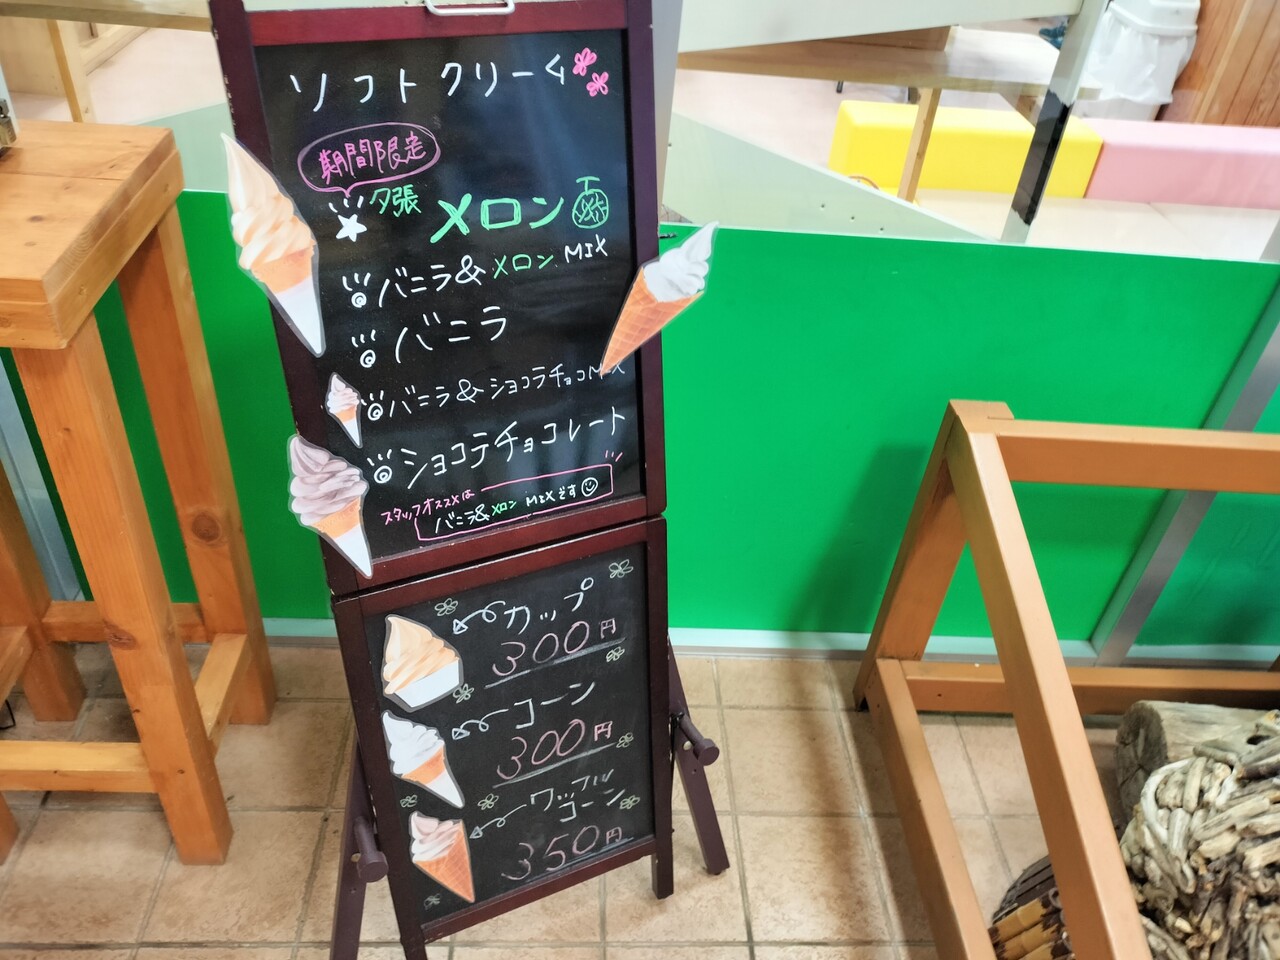 ソフトクリーム
期間限定
夕張 メロン
バニラ&メロン MIX
バニラ
バニラ&ショコラチョコMIX
ショコラチョコレート
スタッフオススメは
バニラ&メロン MIXです
カップ
300円
コーン
300円
ワッフル
コーン
350円